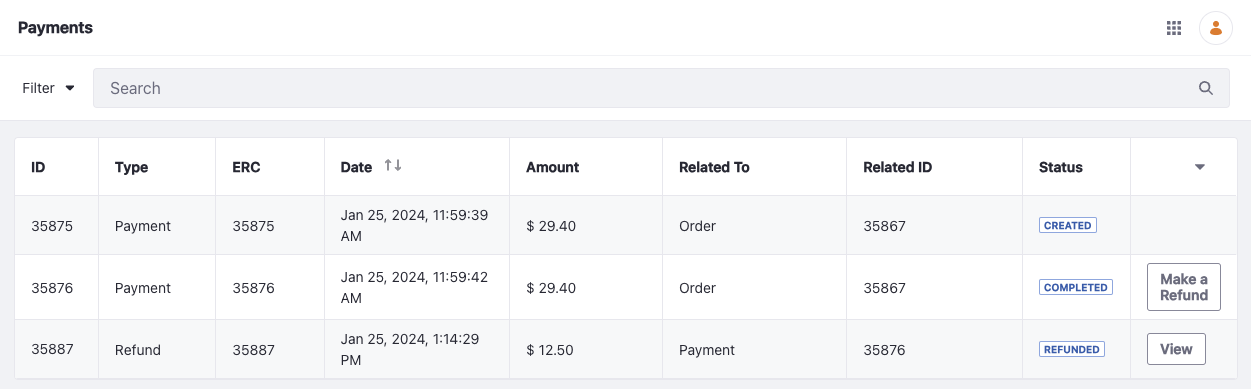 Payments
Filter
Search
ID Type ERC Date Amount Related To Related ID Status
35875 Payment 35875 Jan 25, 2024, 11:59:39 AM $ 29.40 Order 35867 CREATED
35876 Payment 35876 Jan 25, 2024, 11:59:42 AM $ 29.40 Order 35867 COMPLETED Make a Refund
35887 Refund 35887 Jan 25, 2024, 1:14:29 PM $ 12.50 Payment 35876 REFUNDED View